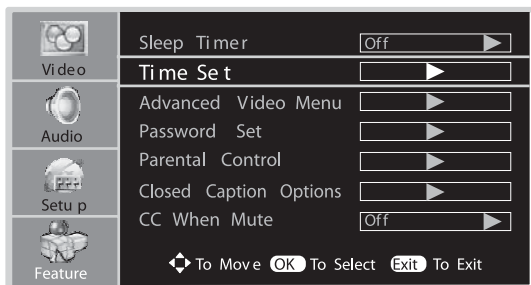 Video
Audio
Setup
Feature
Sleep Timer Off
Time Set
Advanced Video Menu
Password Set
Parental Control
Closed Caption Options
CC When Mute Off
To Move OK To Select Exit To Exit